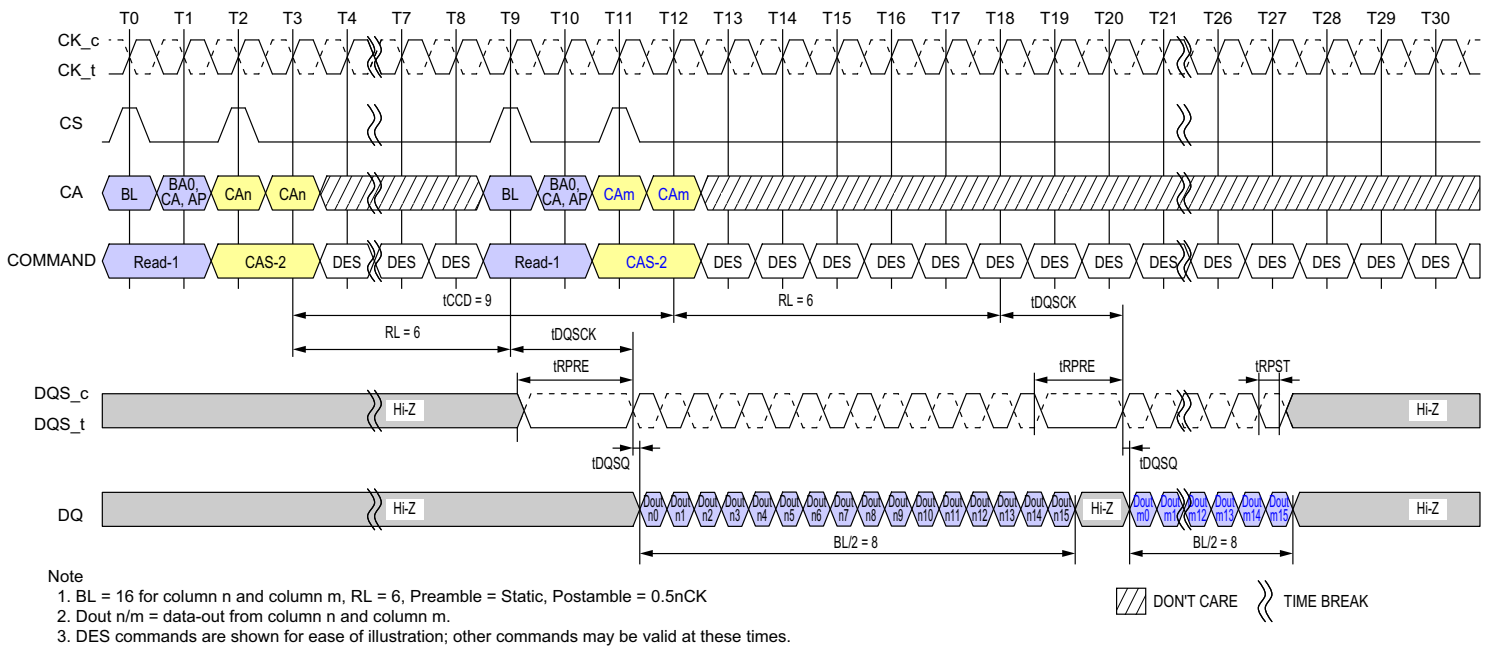 T0 T1 T2 T3 T4 T7 T8 T9 T10 T11 T12 T13 T14 T15 T16 T17 T18 T19 T20 T21 T26 T27 T28 T29 T30
CK_c
CK_t
CS
CA BL BA0, CA, AP CAn CAn BL BA0, CA, AP CAm CAm
COMMAND Read-1 CAS-2 DES DES DES Read-1 CAS-2 DES DES DES DES DES DES DES DES DES DES DES DES DES DES
tCCD = 9 RL = 6 tDQSCK
RL = 6 tDQSCK
tRPRE tRPRE tRPST
DQS_c
DQS_t
Hi-Z Hi-Z
tDQSQ tDQSQ
DQ Hi-Z Dout n0 Dout n1 Dout n2 Dout n3 Dout n4 Dout n5 Dout n6 Dout n7 Dout n8 Dout n9 Dout n10 Dout n11 Dout n12 Dout n13 Dout n14 Dout n15 Hi-Z Dout m0 Dout m1 Dout m12 Dout m13 Dout m14 Dout m15 Hi-Z
BL/2 = 8 BL/2 = 8
Note
1. BL = 16 for column n and column m, RL = 6, Preamble = Static, Postamble = 0.5nCK
2. Dout n/m = data-out from column n and column m.
3. DES commands are shown for ease of illustration; other commands may be valid at these times.
DON'T CARE TIME BREAK